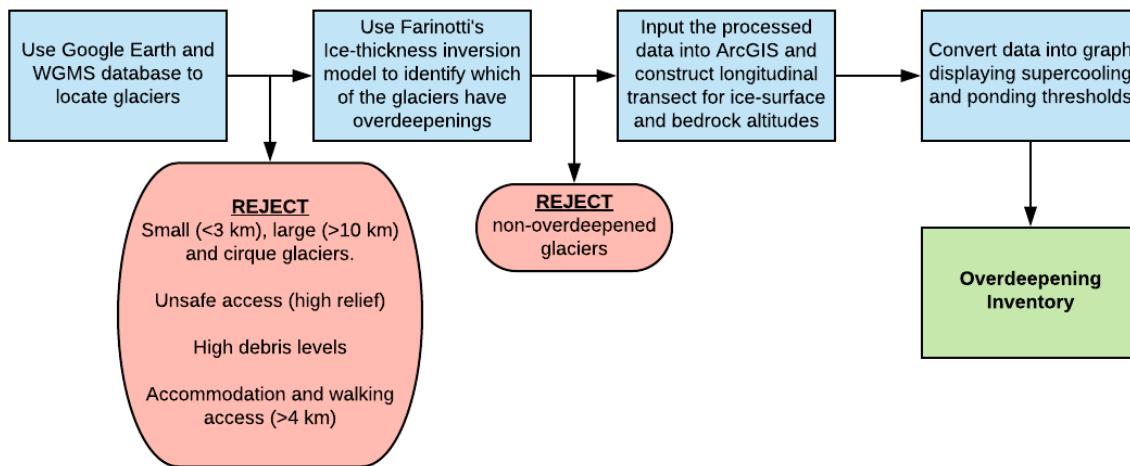 Use Google Earth and
WGMS database to
locate glaciers
Use Farinotti's
Ice-thickness inversion
model to identify which
of the glaciers have
overdeepenings
Input the processed
data into ArcGIS and
construct longitudinal
transect for ice-surface
and bedrock altitudes
Convert data into graph
displaying supercooling
and ponding thresholds
REJECT
Small (<3 km), large (>10 km)
and cirque glaciers.
Unsafe access (high relief)
High debris levels
Accommodation and walking
access (>4 km)
REJECT
non-overdeepened
glaciers
Overdeepening
Inventory